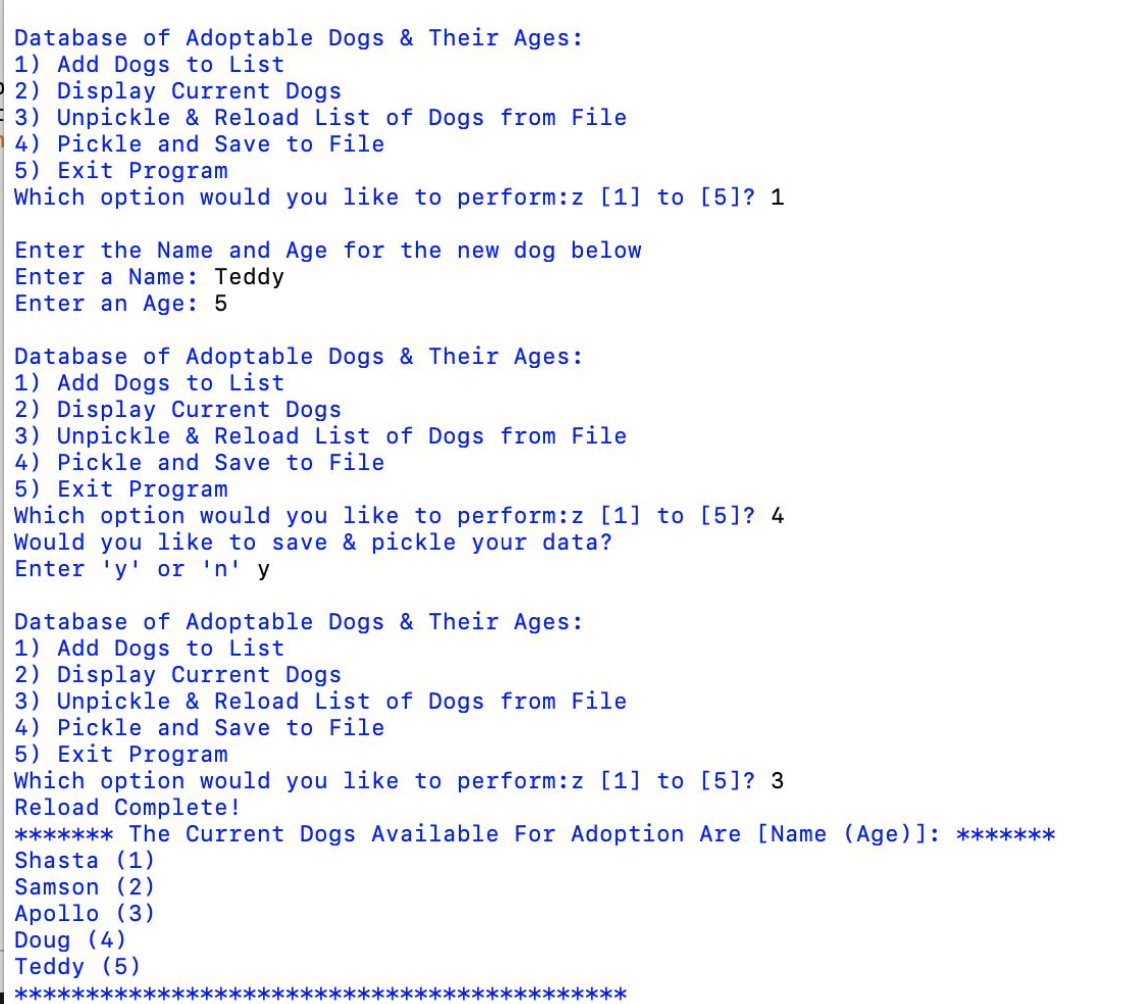 Database of Adoptable Dogs & Their Ages:
1) Add Dogs to List
2) Display Current Dogs
3) Unpickle & Reload List of Dogs from File
4) Pickle and Save to File
5) Exit Program
Which option would you like to perform:z [1] to [5]? 1
Enter the Name and Age for the new dog below
Enter a Name: Teddy
Enter an Age: 5
Database of Adoptable Dogs & Their Ages:
1) Add Dogs to List
2) Display Current Dogs
3) Unpickle & Reload List of Dogs from File
4) Pickle and Save to File
5) Exit Program
Which option would you like to perform:z [1] to [5]? 4
Would you like to save & pickle your data?
Enter 'y' or 'n' y
Database of Adoptable Dogs & Their Ages:
1) Add Dogs to List
2) Display Current Dogs
3) Unpickle & Reload List of Dogs from File
4) Pickle and Save to File
5) Exit Program
Which option would you like to perform:z [1] to [5]? 3
Reload Complete!
******* The Current Dogs Available For Adoption Are [Name (Age)]: *******
Shasta (1)
Samson (2)
Apollo (3)
Doug (4)
Teddy (5)
*******************************************